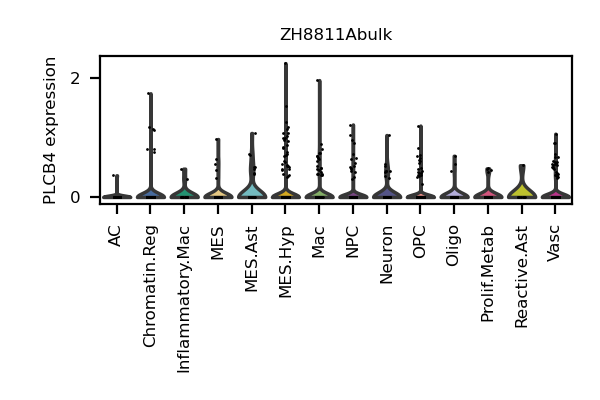 ZH8811Abulk
PLCB4 expression
2
0
AC
Chromatin.Reg
Inflammatory.Mac
MES
MES.Ast
MES.Hyp
Mac
NPC
Neuron
OPC
Oligo
Prolif.Metab
Reactive.Ast
Vasc